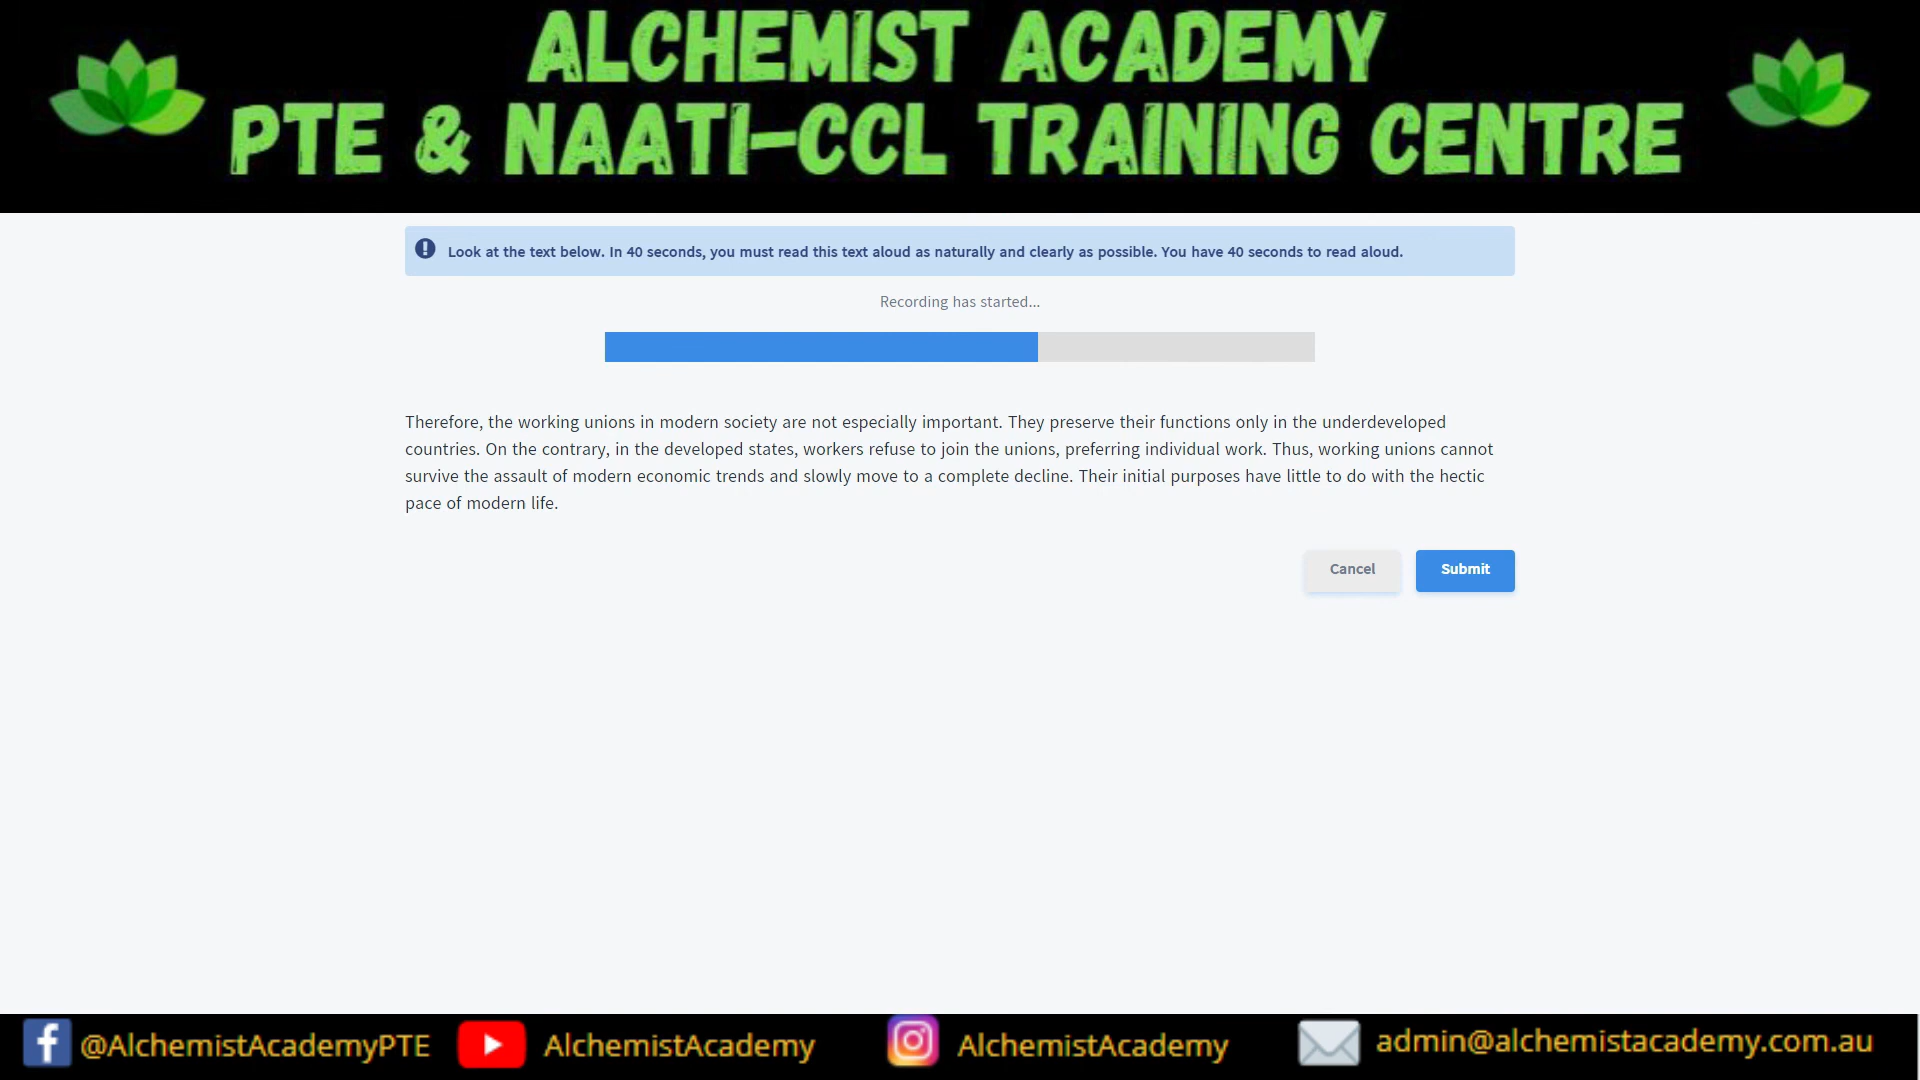 ALCHEMIST ACADEMY
PTE & NAATI-CCL TRAINING CENTRE
Look at the text below. In 40 seconds, you must read this text aloud as naturally and clearly as possible. You have 40 seconds to read aloud.
Recording has started...
Therefore, the working unions in modern society are not especially important. They preserve their functions only in the underdeveloped
countries. On the contrary, in the developed states, workers refuse to join the unions, preferring individual work. Thus, working unions cannot
survive the assault of modern economic trends and slowly move to a complete decline. Their initial purposes have little to do with the hectic
pace of modern life.
Cancel Submit
@AlchemistAcademyPTE AlchemistAcademy AlchemistAcademy admin@alchemistacademy.com.au